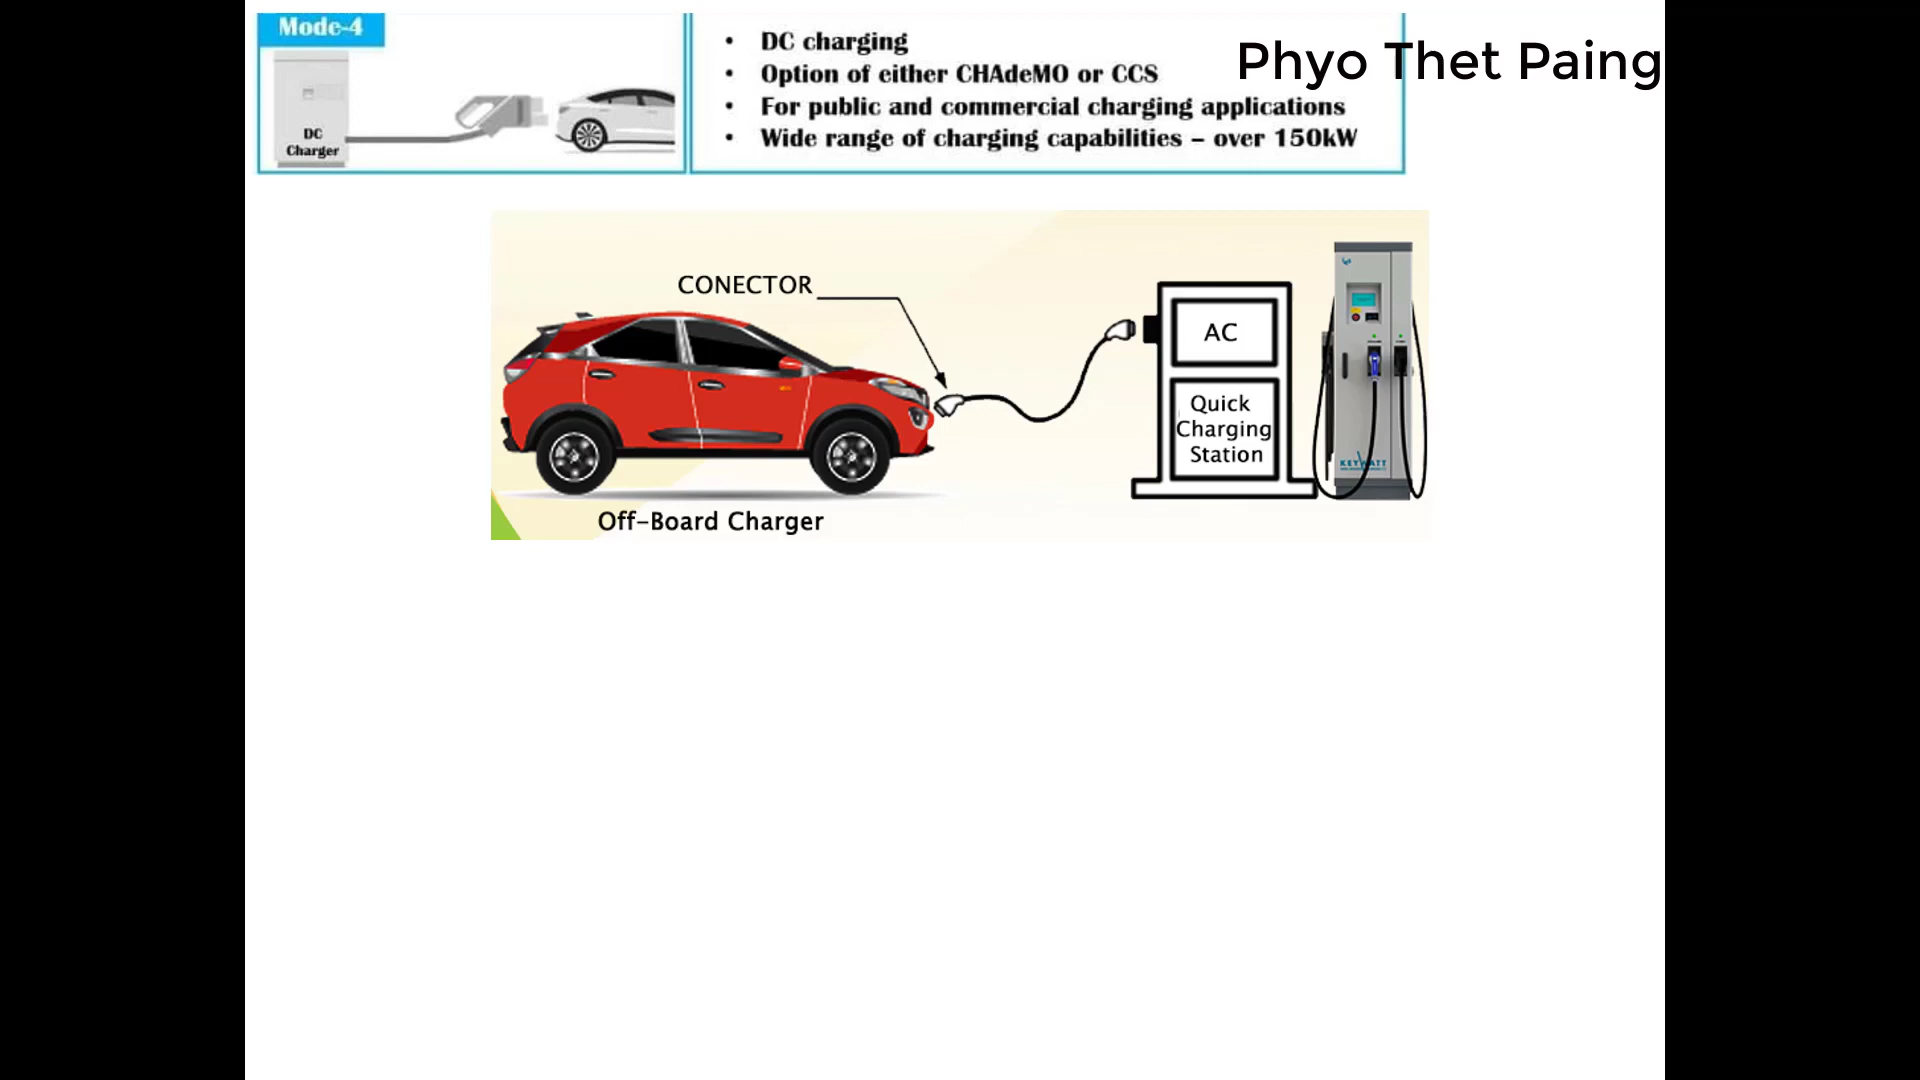 Mode-4
DC
Charger
• DC charging
• Option of either CHAdeMO or CCS
• For public and commercial charging applications
• Wide range of charging capabilities – over 150kW
Phyo Thet Paing
CONECTOR
AC
Quick
Charging
Station
KEYWATT
Off-Board Charger